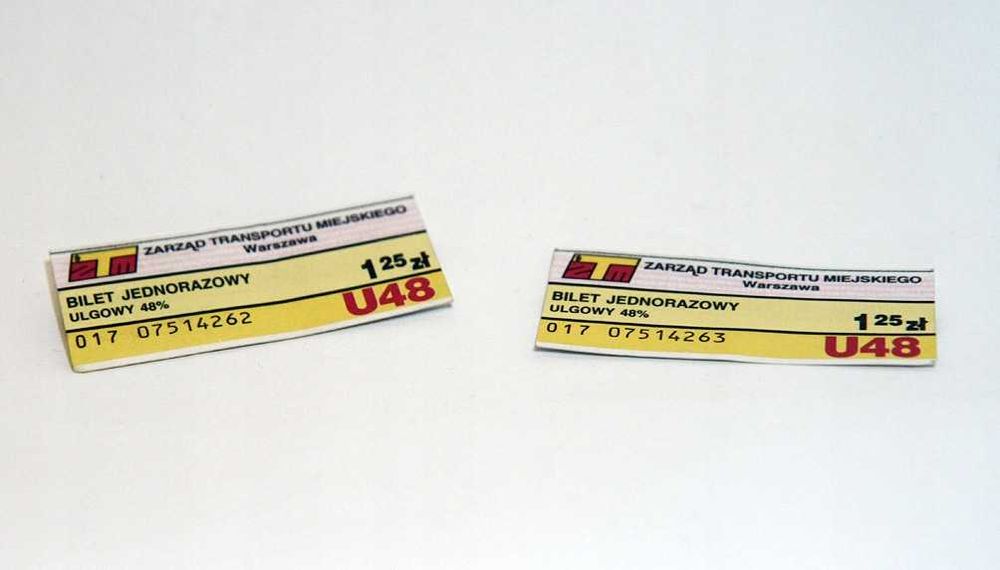 ZTM ZARZĄD TRANSPORTU MIEJSKIEGO
Warszawa
BILET JEDNORAZOWY
ULGOWY 48%
1 25 zł
017 07514262
U48
ZTM ZARZĄD TRANSPORTU MIEJSKIEGO
Warszawa
BILET JEDNORAZOWY
ULGOWY 48%
1 25 zł
017 07514263
U48